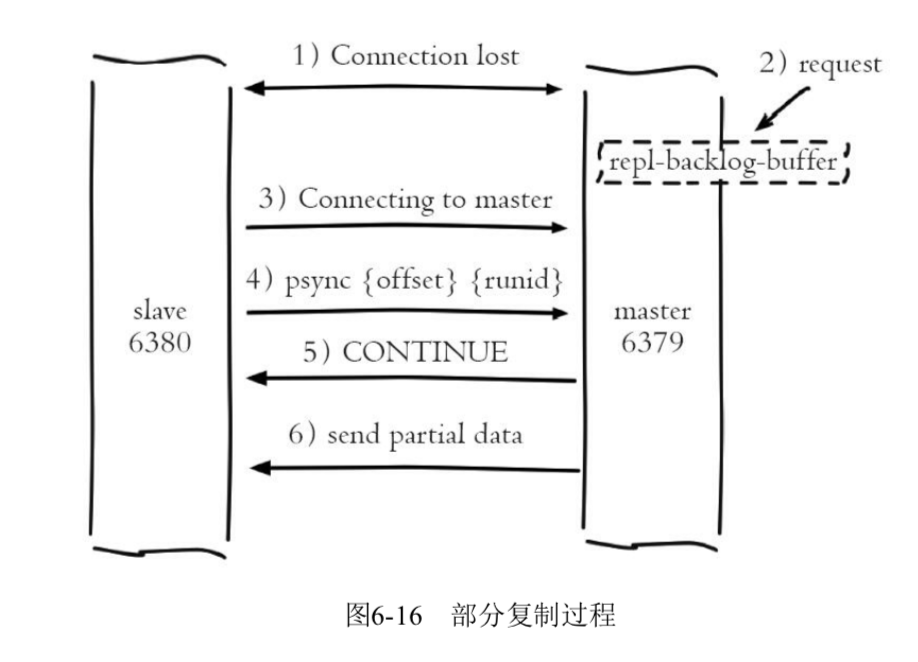 1) Connection lost
2) request
repl-backlog-buffer
3) Connecting to master
4) psync {offset} {runid}
slave
6380
master
6379
5) CONTINUE
6) send partial data
图6-16 部分复制过程